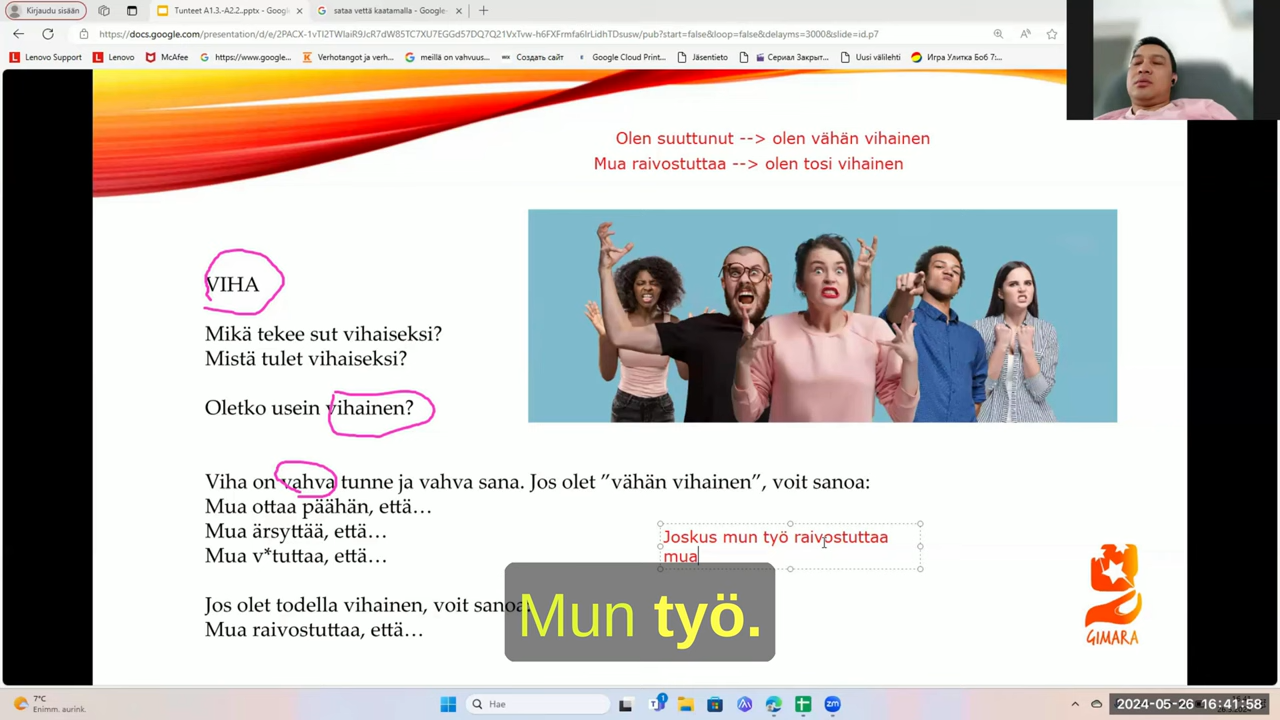 Kirjaudu sisään
Tunteet A1.3.-A2.2..pptx - Google
sataa vettä kaatamalla - Google-
https://docs.google.com/presentation/d/e/2PACX-1vTI2TWlaiR9JcR7dW85TC7XU7EGGd57DQ7Q21VxTvw-h6FXFrmfa6IrLidhTDsusw/pub?start=false&loop=false&delayms=3000&slide=id.p7
Lenovo Support
Lenovo
McAfee
https://www.google...
Verhotangot ja verh...
meillä on vahvuus...
Создать сайт
Google Cloud Print...
Jäsentieto
Сериал Закрыт...
Uusi välilehti
Игра Улитка Боб 7:...
Olen suuttunut --> olen vähän vihainen
Mua raivostuttaa --> olen tosi vihainen
VIHA
Mikä tekee sut vihaiseksi?
Mistä tulet vihaiseksi?
Oletko usein vihainen?
Viha on vahva tunne ja vahva sana. Jos olet ”vähän vihainen”, voit sanoa:
Mua ottaa päähän, että…
Mua ärsyttää, että…
Mua v*tuttaa, että…
Joskus mun työ raivostuttaa
mua
Jos olet todella vihainen, voit sanoa:
Mua raivostuttaa, että…
Mun työ.
GIMARA
7°C
Enimm. aurink.
Hae
2024-05-26 16:41:58